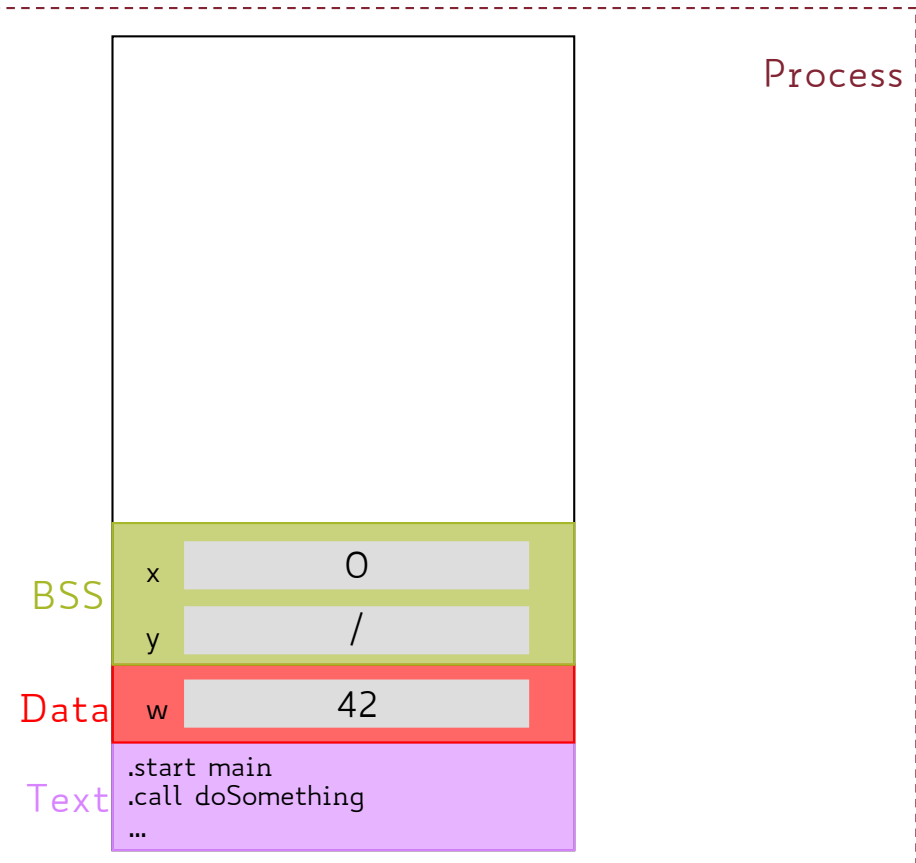 Process
BSS
x 0
y /
Data
w 42
Text
.start main
.call doSomething
...